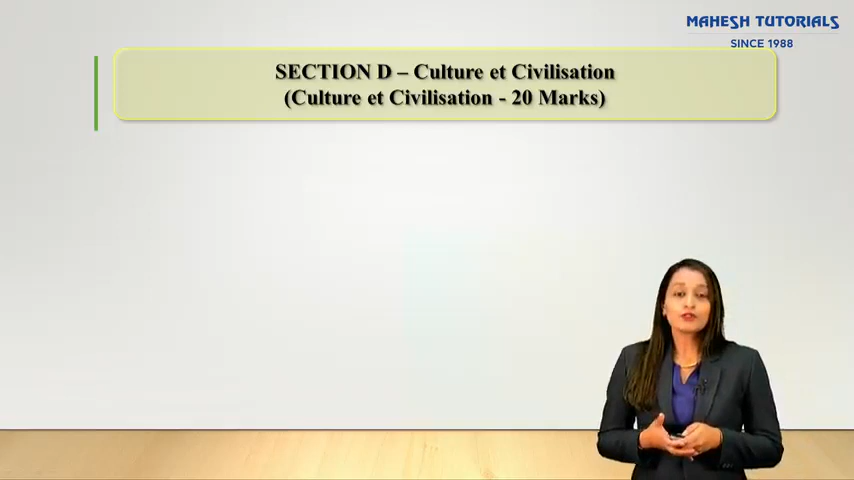 MAHESH TUTORIALS
SINCE 1988
SECTION D – Culture et Civilisation
(Culture et Civilisation - 20 Marks)